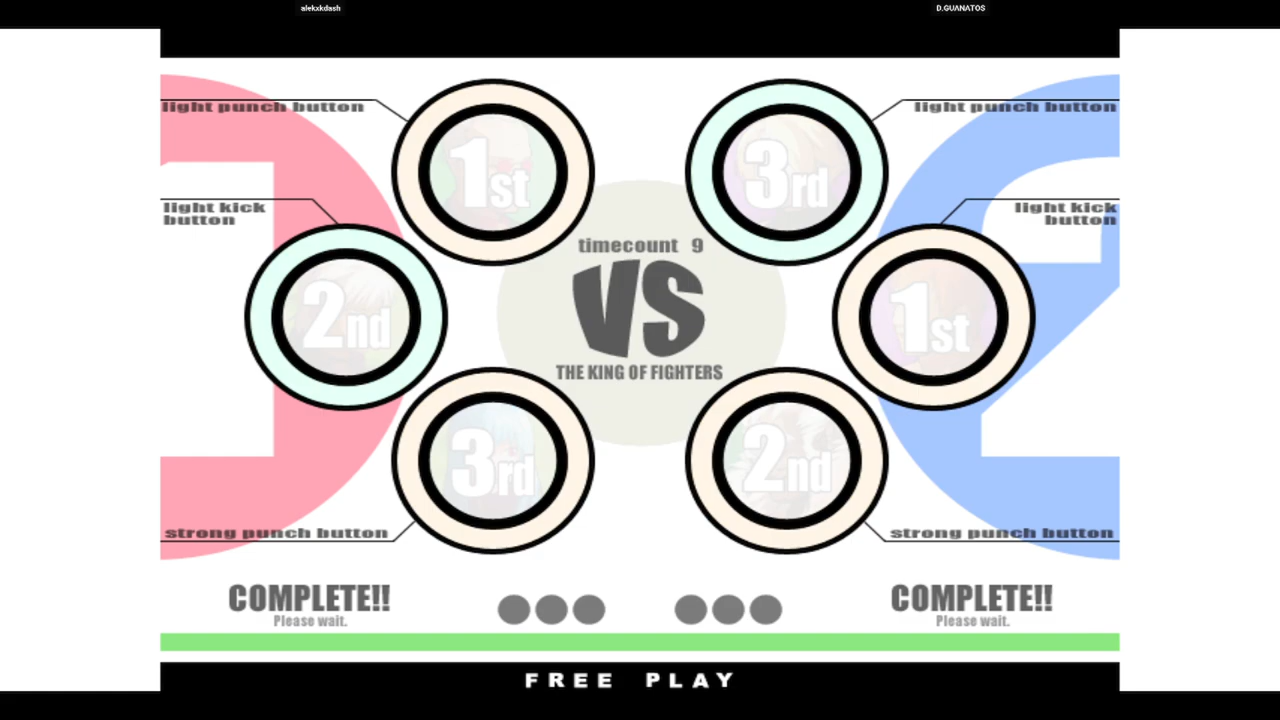 alekxkdash D.GUANATOS
light punch button
light punch button
1st
3rd
light kick
button
light kick
button
timecount 9
VS
THE KING OF FIGHTERS
2nd
1st
3rd
2nd
strong punch button
strong punch button
COMPLETE!!
Please wait.
COMPLETE!!
Please wait.
FREE PLAY